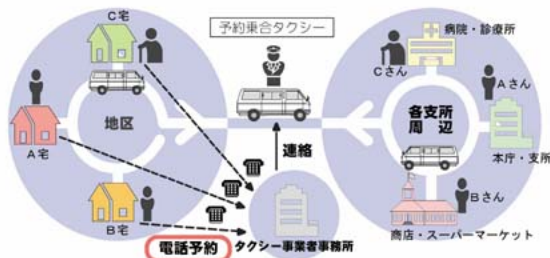 予約乗合タクシー
C宅
地区
A宅
B宅
電話予約
タクシー事業者事務所
連絡
病院・診療所
Cさん
Aさん
各支所
周辺
本庁・支所
Bさん
商店・スーパーマーケット